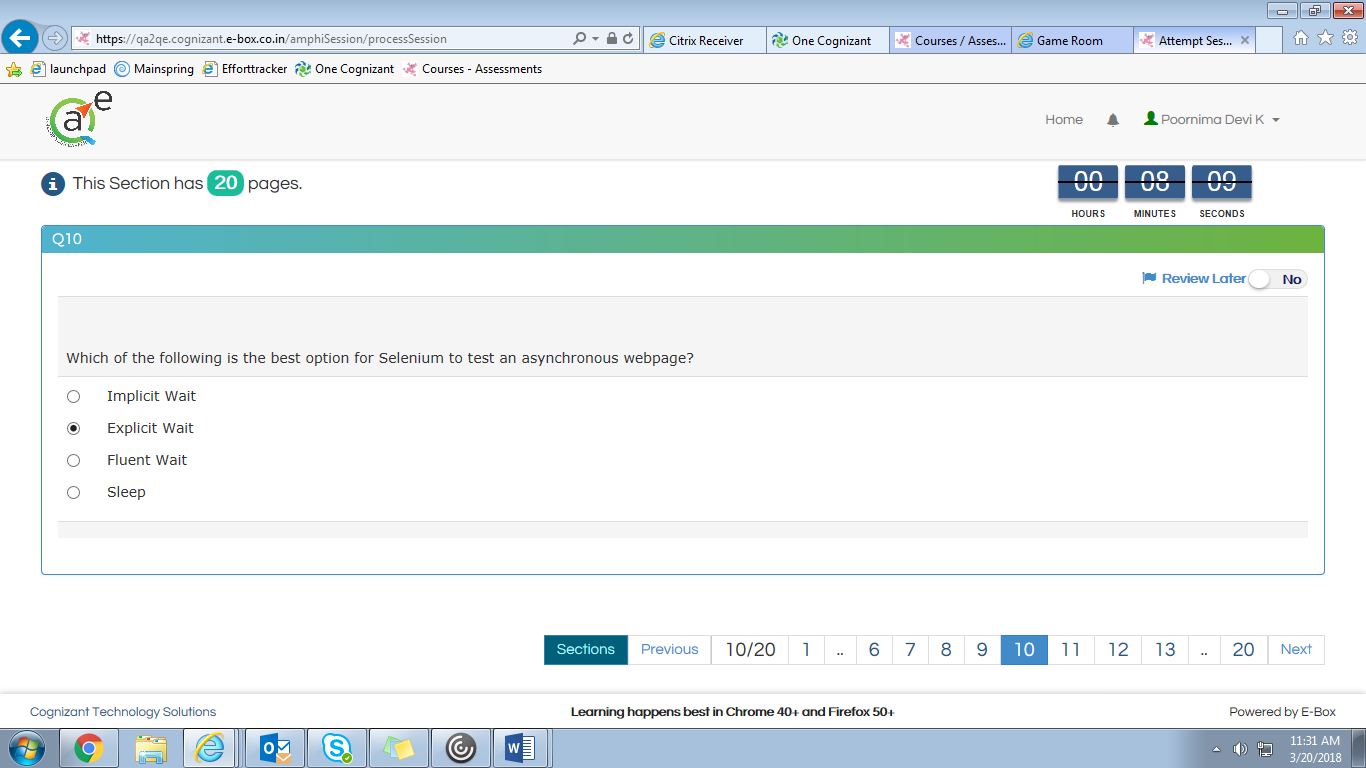 https://qa2qe.cognizant.e-box.co.in/amphiSession/processSession
Citrix Receiver
One Cognizant
Courses / Asses...
Game Room
Attempt Ses...
launchpad
Mainspring
Efforttracker
One Cognizant
Courses - Assessments
a e
Home
Poornima Devi K
This Section has 20 pages.
00 08 09
HOURS MINUTES SECONDS
Q10
Review Later No
Which of the following is the best option for Selenium to test an asynchronous webpage?
Implicit Wait
Explicit Wait
Fluent Wait
Sleep
Sections Previous 10/20 1 .. 6 7 8 9 10 11 12 13 .. 20 Next
Cognizant Technology Solutions
Learning happens best in Chrome 40+ and Firefox 50+
Powered by E-Box
11:31 AM
3/20/2018